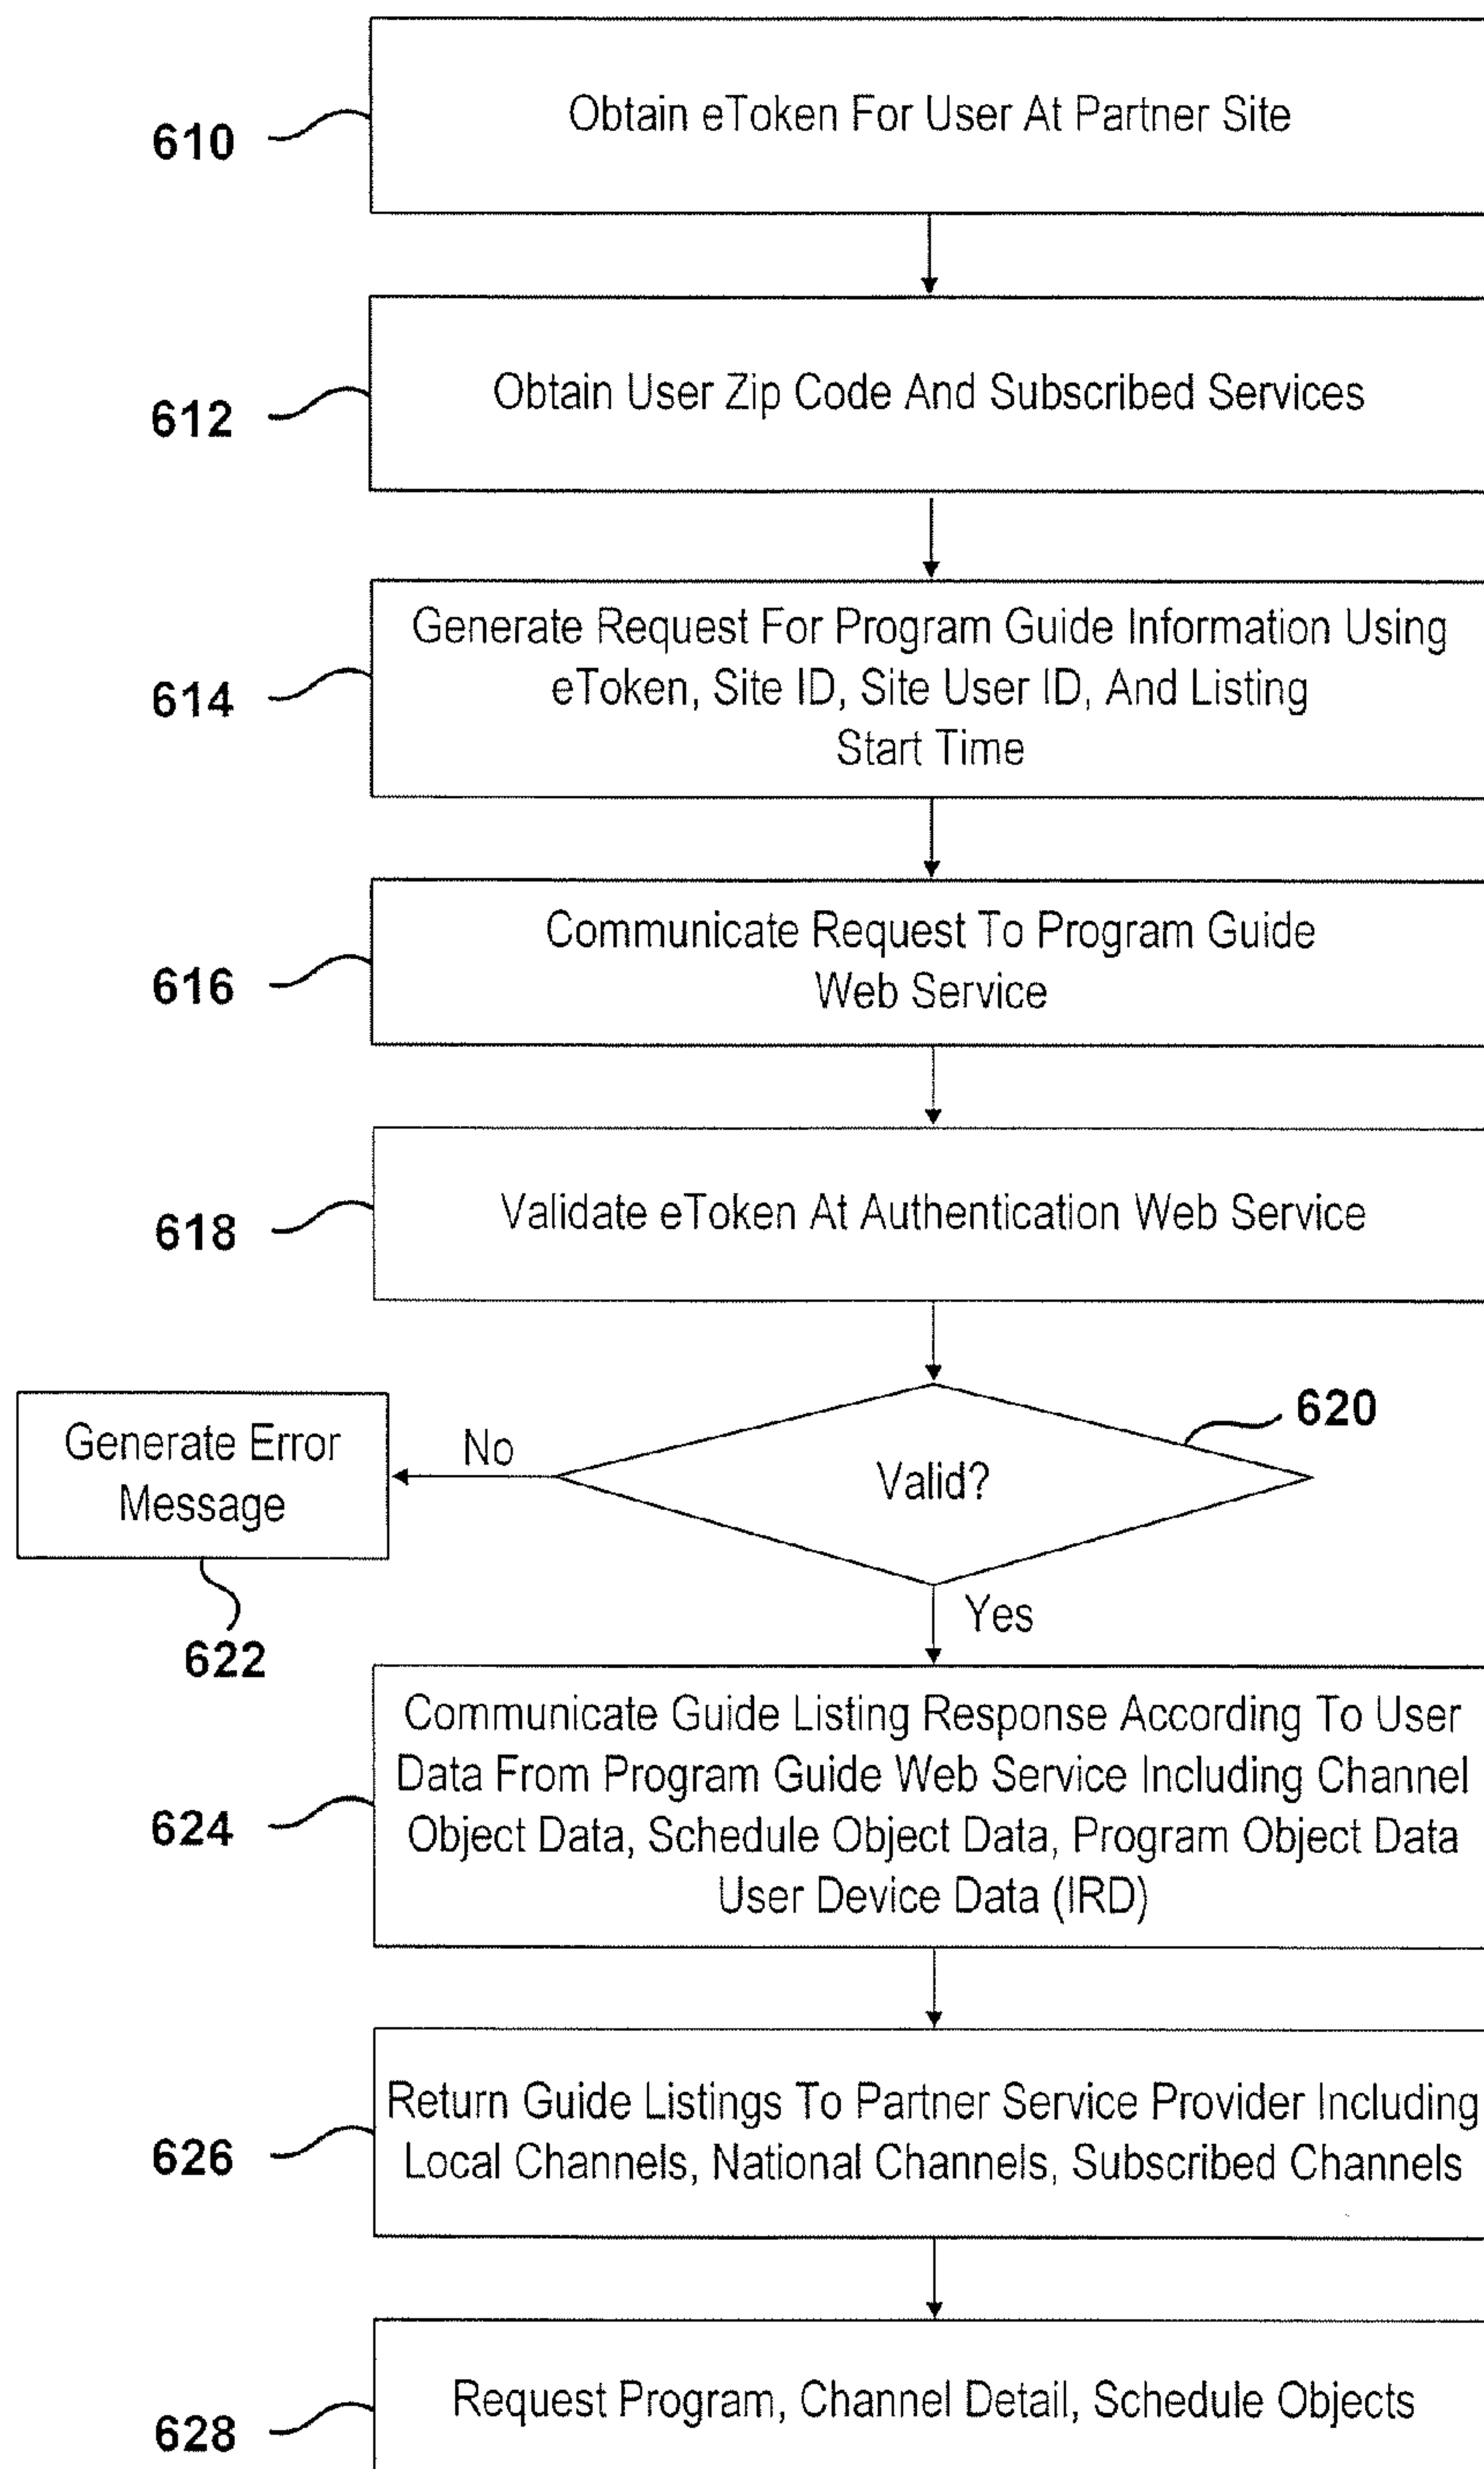 Obtain eToken For User At Partner Site
610
Obtain User Zip Code And Subscribed Services
612
Generate Request For Program Guide Information Using
eToken, Site ID, Site User ID, And Listing
Start Time
614
Communicate Request To Program Guide
Web Service
616
Validate eToken At Authentication Web Service
618
620
Valid?
No
Generate Error
Message
622
Yes
Communicate Guide Listing Response According To User
Data From Program Guide Web Service Including Channel
Object Data, Schedule Object Data, Program Object Data
User Device Data (IRD)
624
Return Guide Listings To Partner Service Provider Including
Local Channels, National Channels, Subscribed Channels
626
Request Program, Channel Detail, Schedule Objects
628